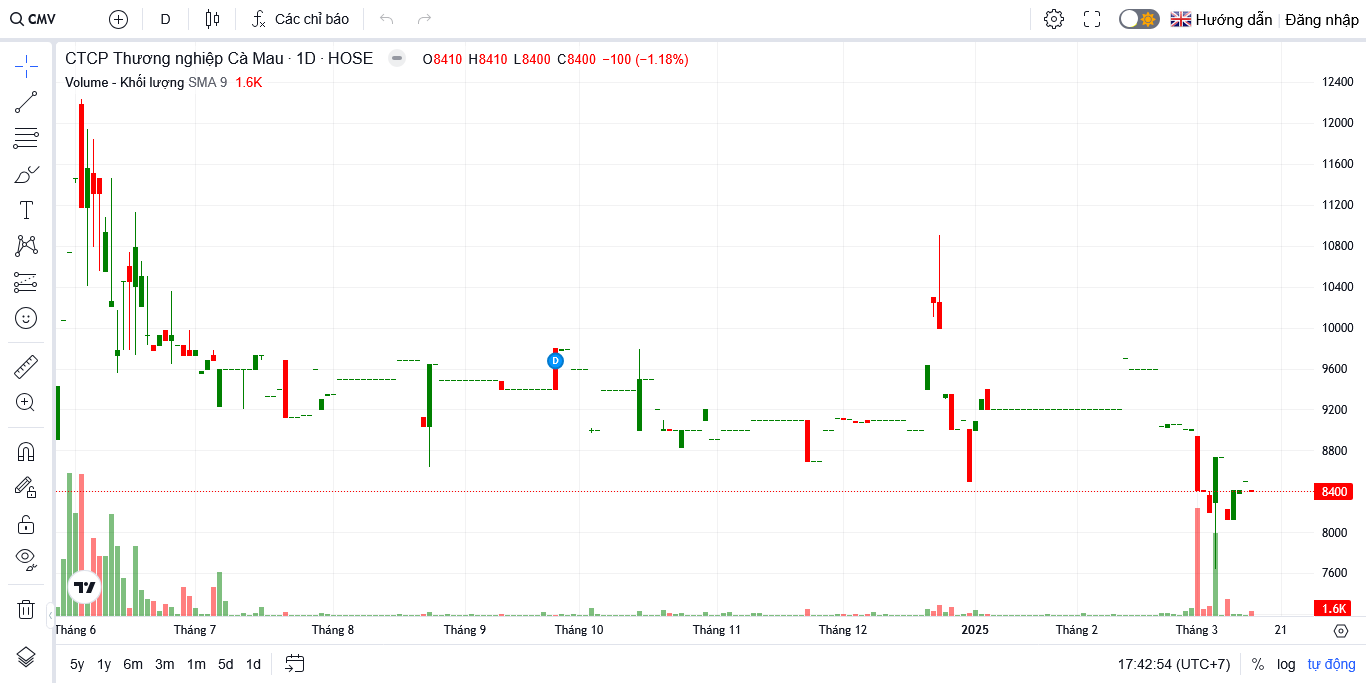 CMV D Các chỉ báo Hướng dẫn Đăng nhập
CTCP Thương nghiệp Cà Mau · 1D · HOSE O8410 H8410 L8400 C8400 −100 (−1.18%)
Volume - Khối lượng SMA 9 1.6K
12400
12000
11600
11200
10800
10400
10000
9600
D
9200
8800
8400
8000
7600
1.6K
Tháng 6 Tháng 7 Tháng 8 Tháng 9 Tháng 10 Tháng 11 Tháng 12 2025 Tháng 2 Tháng 3 21
5y 1y 6m 3m 1m 5d 1d 17:42:54 (UTC+7) % log tự động